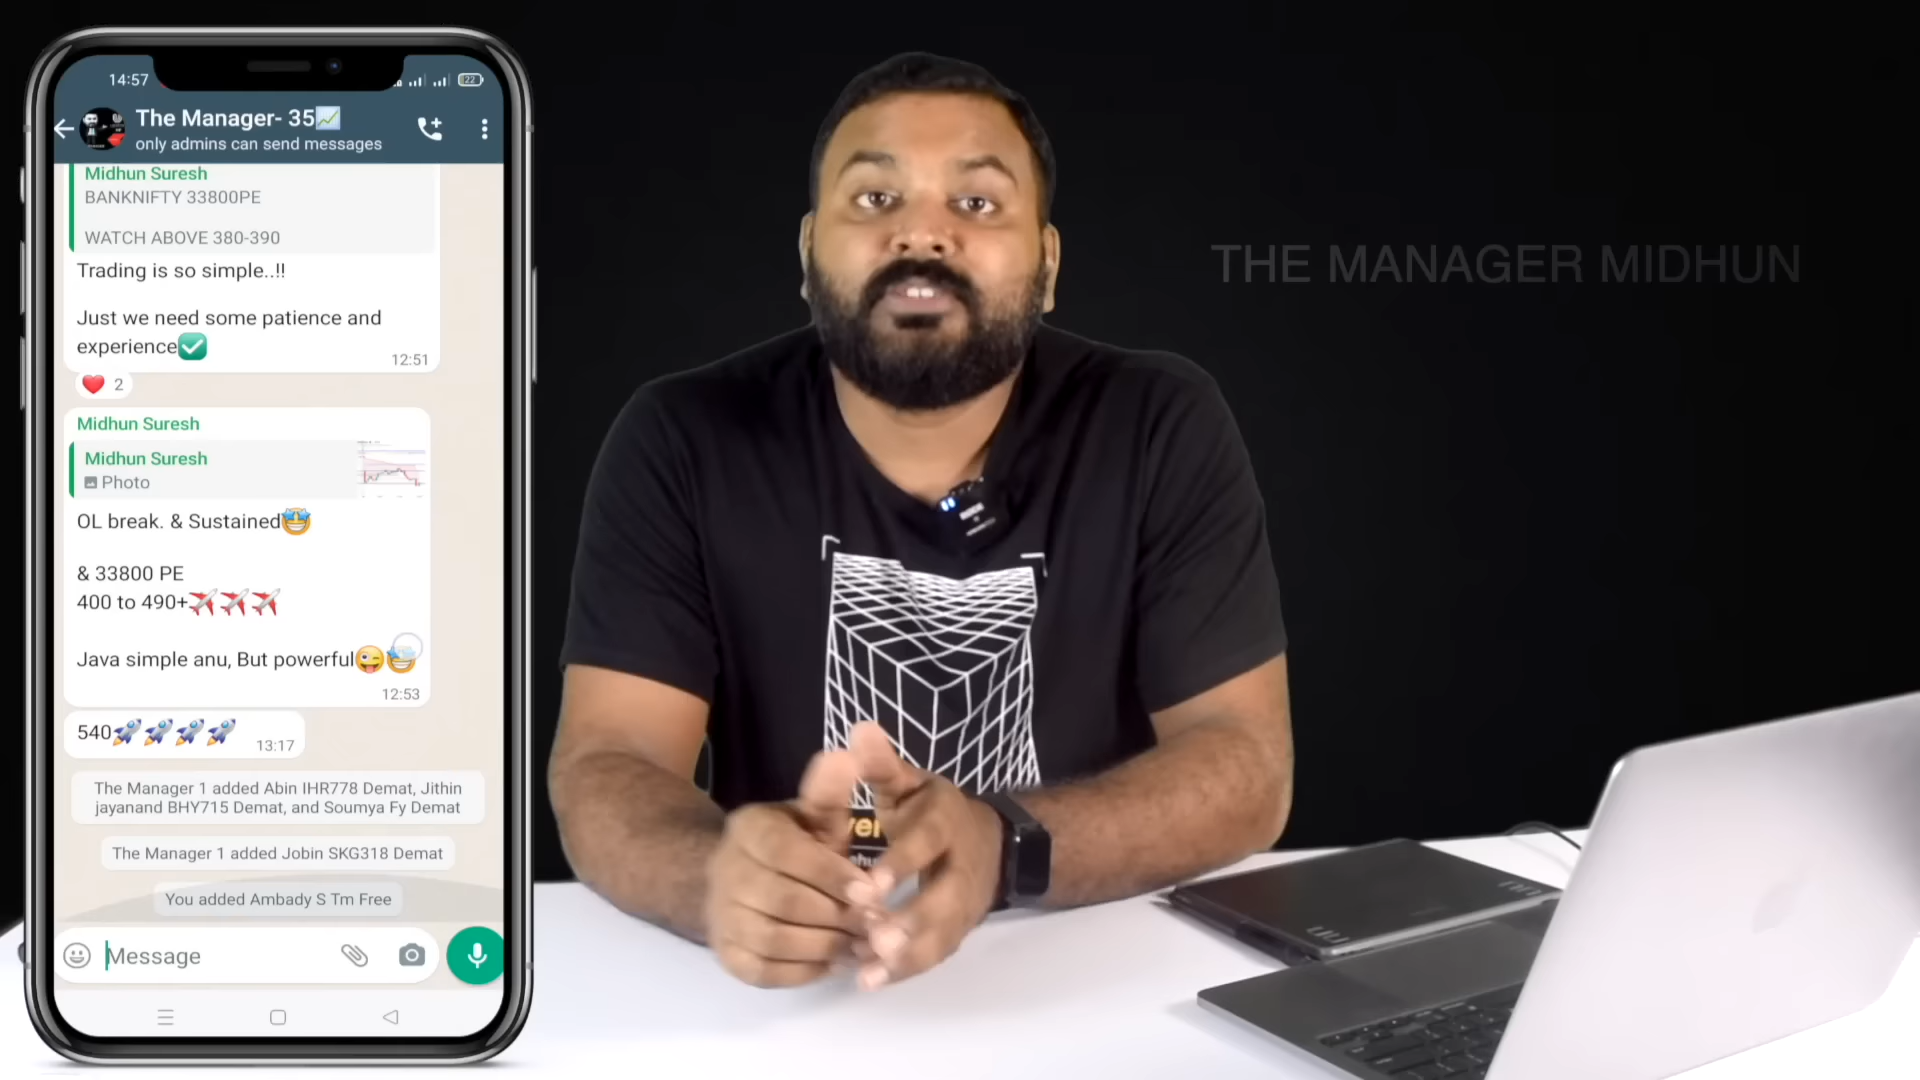 14:57
22
The Manager- 35📈
only admins can send messages
Midhun Suresh
BANKNIFTY 33800PE
WATCH ABOVE 380-390
Trading is so simple..!!
Just we need some patience and
experience✅
12:51
❤️ 2
Midhun Suresh
Midhun Suresh
Photo
OL break. & Sustained🤩
& 33800 PE
400 to 490+✈️✈️✈️
Java simple anu, But powerful😜🤩
12:53
540🚀🚀🚀🚀
13:17
The Manager 1 added Abin IHR778 Demat, Jithin
jayanand BHY715 Demat, and Soumya Fy Demat
The Manager 1 added Jobin SKG318 Demat
You added Ambady S Tm Free
Message
THE MANAGER MIDHUN